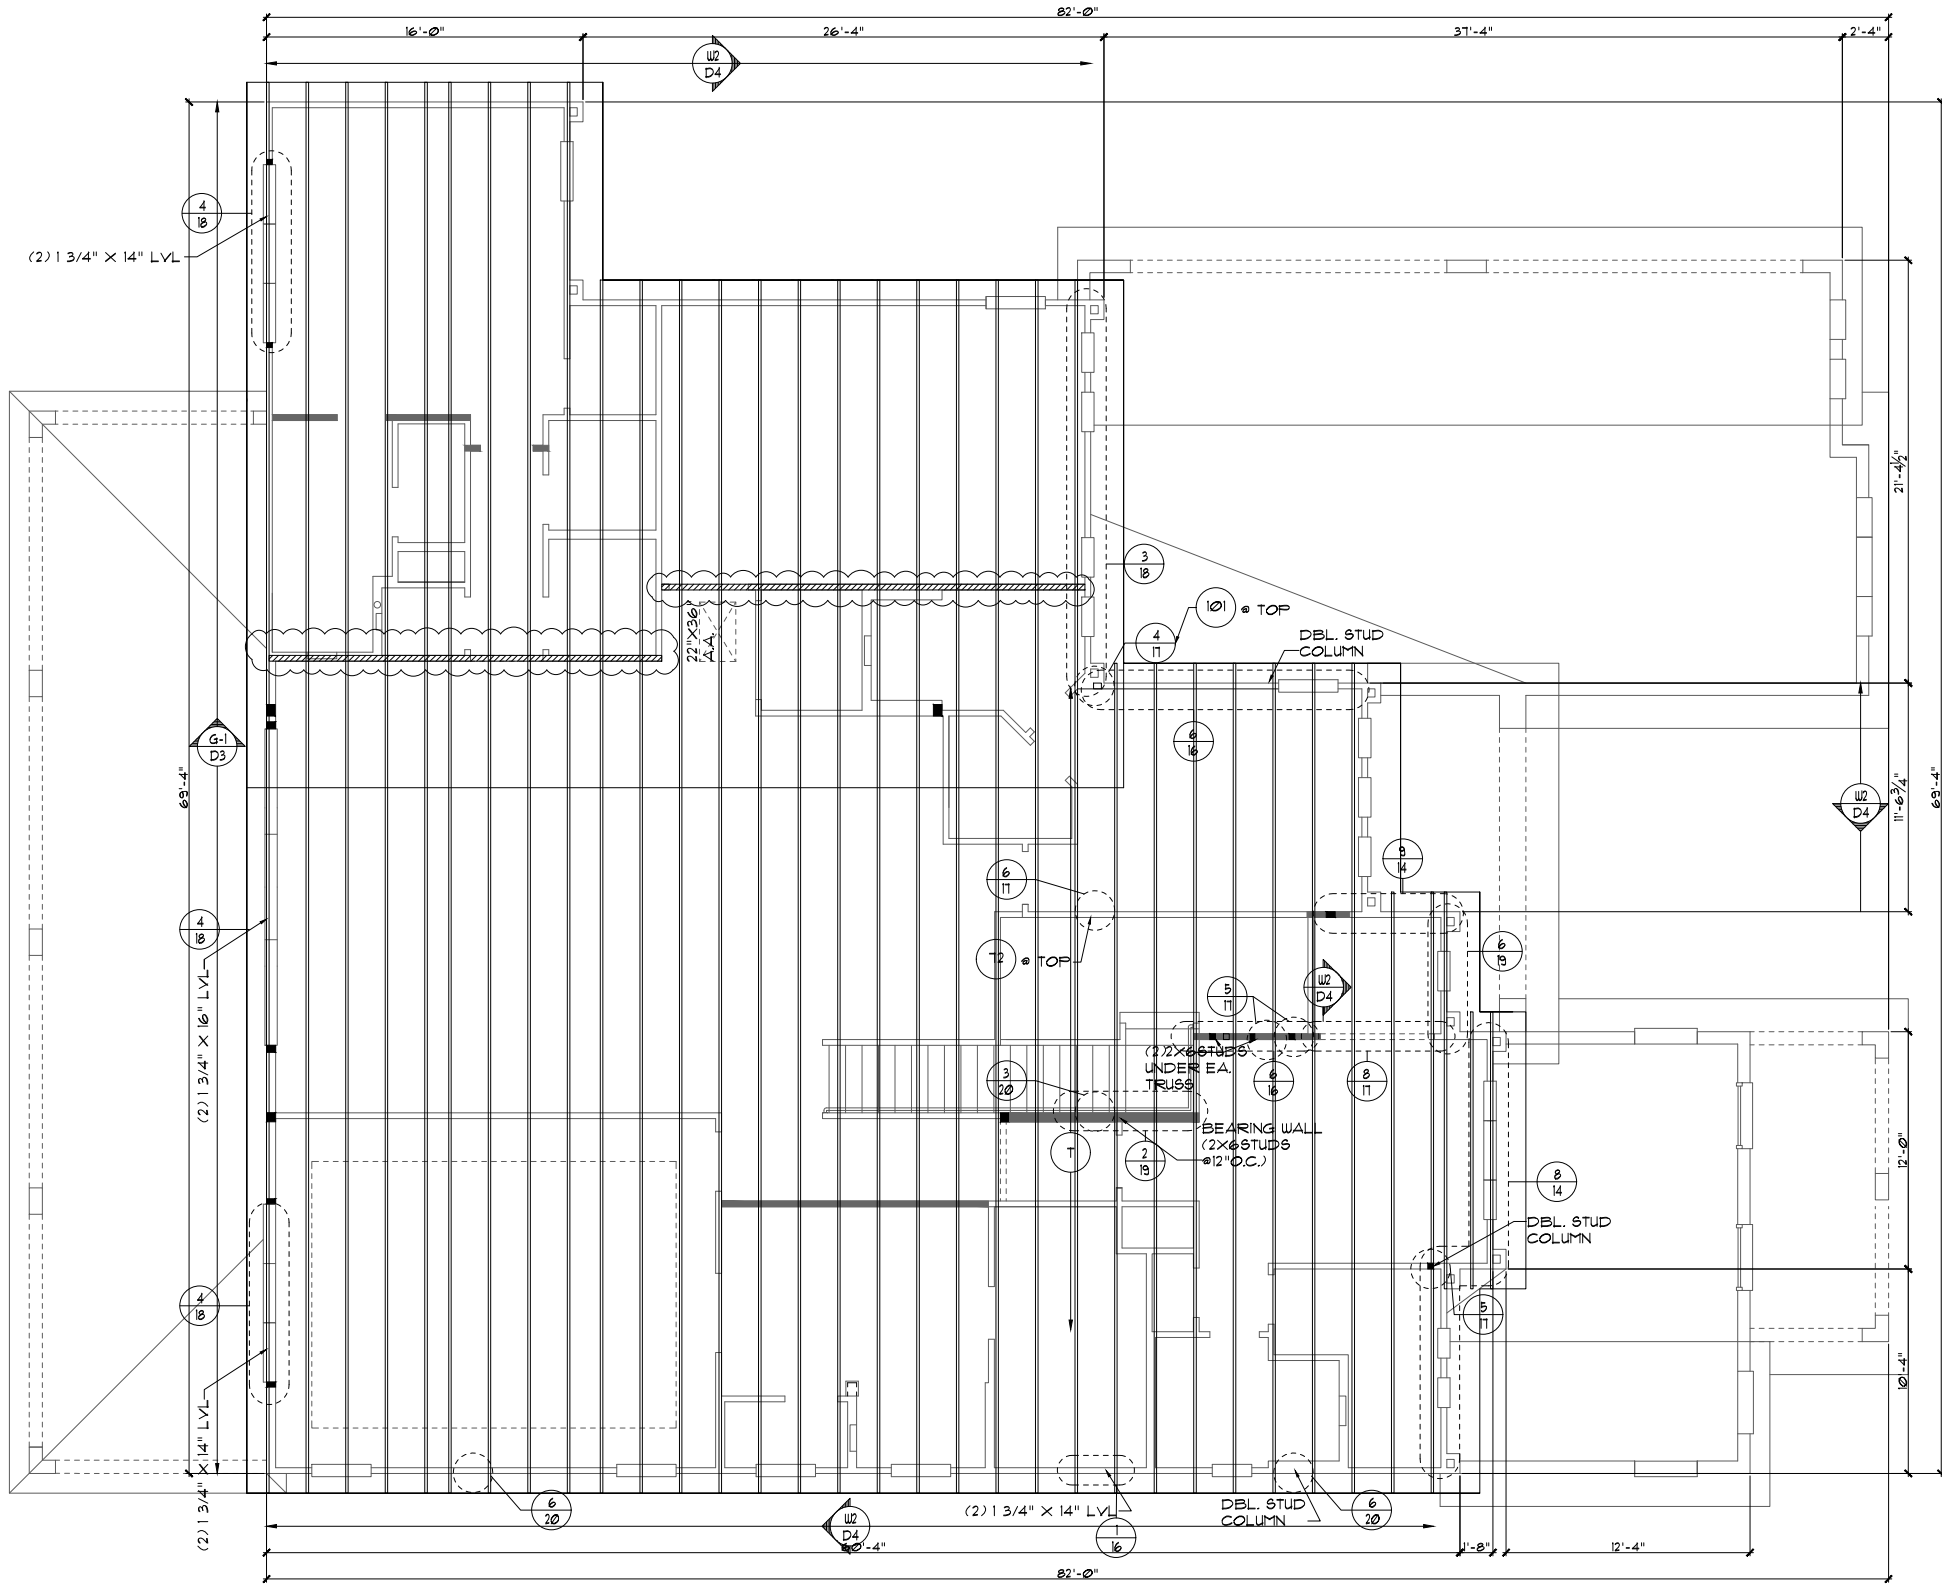 82'-0"
16'-0"
26'-4"
37'-4"
2'-4"
W2
D4
4
18
(2) 1 3/4" X 14" LVL
21'-4½"
3
18
101 @ TOP
4
17
DBL. STUD
COLUMN
22"X36"
A.A.
G-1
D3
69'-4"
6
16
W2
D4
11'-6¾"
69'-4"
9
14
6
17
4
18
6
19
T2 @ TOP
W2
D4
5
17
(2) 1 3/4" X 16" LVL
(2)2X6STUDS
UNDER EA.
TRUSS
3
20
6
16
8
17
BEARING WALL
(2X6STUDS
@12"O.C.)
T
2
19
12'-0"
8
14
DBL. STUD
COLUMN
4
18
5
17
10'-4"
(2) 1 3/4" X 14" LVL
6
20
(2) 1 3/4" X 14" LVL
DBL. STUD
COLUMN
6
20
W2
D4
1
16
60'-4"
1'-8"
12'-4"
82'-0"